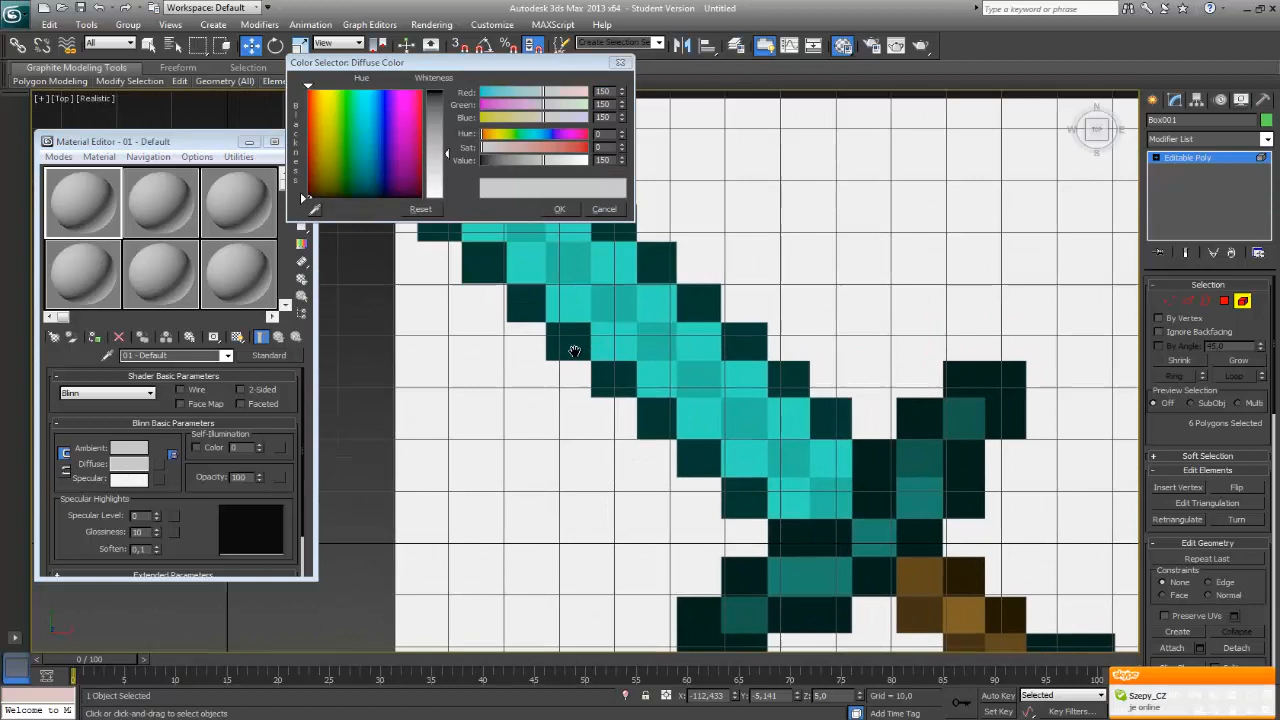 Workspace: Default
Autodesk 3ds Max 2013 x64 - Student Version Untitled
Type a keyword or phrase
Edit Tools Group Views Create Modifiers Animation Graph Editors Rendering Customize MAXScript Help
All View Create Selection Se
Graphite Modeling Tools Freeform Selection
Polygon Modeling Modify Selection Edit Geometry (All)
[+] [Top] [Realistic]
Color Selector: Diffuse Color
Hue Whiteness
Blackness
Red: 150
Green: 150
Blue: 150
Hue: 0
Sat: 0
Value: 150
Reset OK Cancel
Material Editor - 01 - Default
Modes Material Navigation Options Utilities
01 - Default Standard
Shader Basic Parameters
Blinn Wire 2-Sided
Face Map Faceted
Blinn Basic Parameters
Self-Illumination
Ambient: Color 0
Diffuse:
Specular: Opacity: 100
Specular Highlights
Specular Level: 0
Glossiness: 10
Soften: 0,1
Extended Parameters
N
W TOP E
S
Box001
Modifier List
Editable Poly
Selection
By Vertex
Ignore Backfacing
By Angle: 45,0
Shrink Grow
Ring Loop
Preview Selection
Off SubObj Multi
6 Polygons Selected
Soft Selection
Edit Elements
Insert Vertex Flip
Edit Triangulation
Retriangulate Turn
Edit Geometry
Repeat Last
Constraints
None Edge
Face Normal
Preserve UVs
Create Collapse
Attach Detach
0 / 100
5 10 15 20 25 30 35 40 45 50 55 60 65 70 75 80 85 90 95 100
1 Object Selected X: -112,433 Y: -5,141 Z: 5,0 Grid = 10,0 Auto Key Selected
Welcome to M Click or click-and-drag to select objects Add Time Tag Set Key Key Filters...
skype
Szepy_CZ
je online